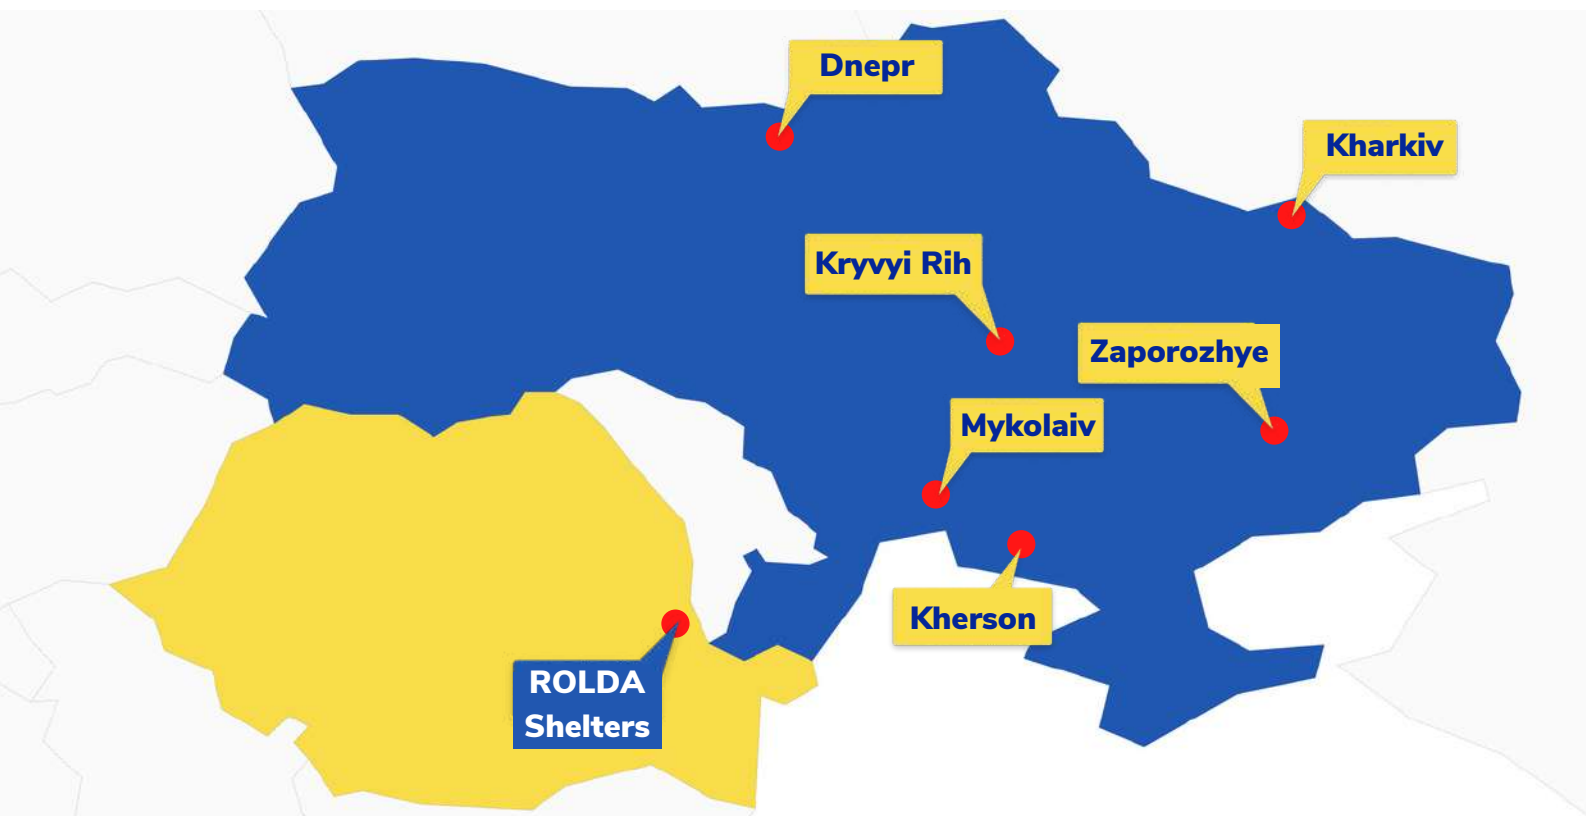 Dnepr
Kharkiv
Kryvyi Rih
Zaporozhye
Mykolaiv
Kherson
ROLDA
Shelters